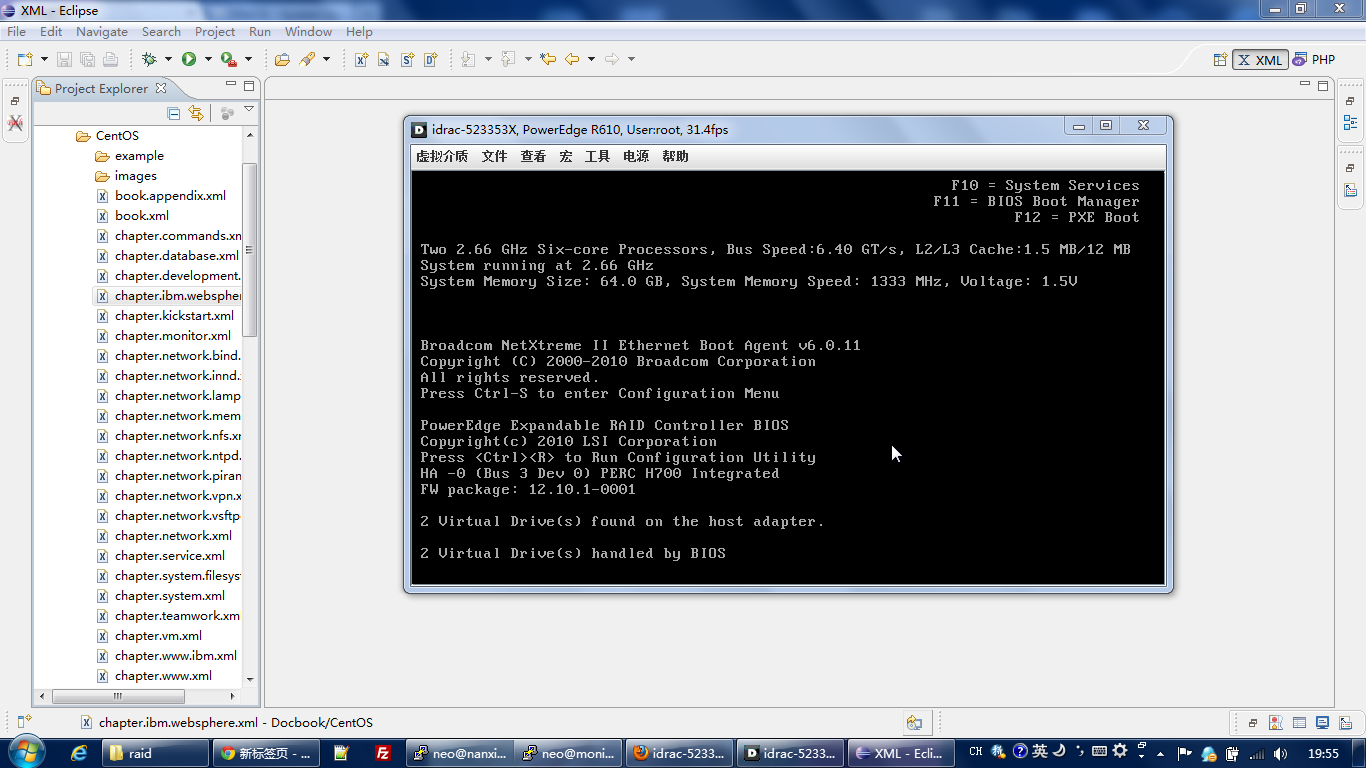 XML - Eclipse
File Edit Navigate Search Project Run Window Help
XML PHP
Project Explorer
CentOS
example
images
book.appendix.xml
book.xml
chapter.commands.xm
chapter.database.xml
chapter.development.
chapter.ibm.websphe
chapter.kickstart.xml
chapter.monitor.xml
chapter.network.bind.
chapter.network.innd.
chapter.network.lamp
chapter.network.mem
chapter.network.nfs.x
chapter.network.ntpd.
chapter.network.piran
chapter.network.vpn.x
chapter.network.vsftp
chapter.network.xml
chapter.service.xml
chapter.system.filesys
chapter.system.xml
chapter.teamwork.xm
chapter.vm.xml
chapter.www.ibm.xml
chapter.www.xml
idrac-523353X, PowerEdge R610, User:root, 31.4fps
虚拟介质 文件 查看 宏 工具 电源 帮助
F10 = System Services
F11 = BIOS Boot Manager
F12 = PXE Boot
Two 2.66 GHz Six-core Processors, Bus Speed:6.40 GT/s, L2/L3 Cache:1.5 MB/12 MB
System running at 2.66 GHz
System Memory Size: 64.0 GB, System Memory Speed: 1333 MHz, Voltage: 1.5V
Broadcom NetXtreme II Ethernet Boot Agent v6.0.11
Copyright (C) 2000-2010 Broadcom Corporation
All rights reserved.
Press Ctrl-S to enter Configuration Menu
PowerEdge Expandable RAID Controller BIOS
Copyright(c) 2010 LSI Corporation
Press <Ctrl><R> to Run Configuration Utility
HA -0 (Bus 3 Dev 0) PERC H700 Integrated
FW package: 12.10.1-0001
2 Virtual Drive(s) found on the host adapter.
2 Virtual Drive(s) handled by BIOS
chapter.ibm.websphere.xml - Docbook/CentOS
raid 新标签页 - ... neo@nanxi... neo@moni... idrac-5233... idrac-5233... XML - Ecli... CH 英 19:55